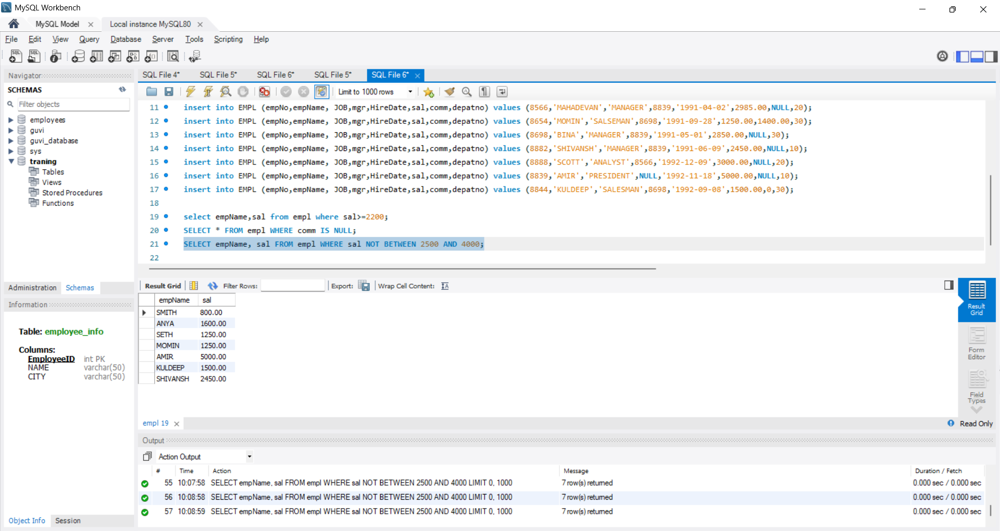 MySQL Workbench
MySQL Model
Local instance MySQL80
File Edit View Query Database Server Tools Scripting Help
Navigator
SCHEMAS
Filter objects
employees
guvi
guvi_database
sys
traning
Tables
Views
Stored Procedures
Functions
Administration Schemas
Information
Table: employee_info
Columns:
EmployeeID int PK
NAME varchar(50)
CITY varchar(50)
Object Info Session
SQL File 4* SQL File 5* SQL File 6* SQL File 5* SQL File 6*
Limit to 1000 rows
11 insert into EMPL (empNo,empName, JOB,mgr,HireDate,sal,comm,depatno) values (8566,'MAHADEVAN','MANAGER',8839,'1991-04-02',2985.00,NULL,20);
12 insert into EMPL (empNo,empName, JOB,mgr,HireDate,sal,comm,depatno) values (8654,'MOMIN','SALSEMAN',8698,'1991-09-28',1250.00,1400.00,30);
13 insert into EMPL (empNo,empName, JOB,mgr,HireDate,sal,comm,depatno) values (8698,'BINA','MANAGER',8839,'1991-05-01',2850.00,NULL,30);
14 insert into EMPL (empNo,empName, JOB,mgr,HireDate,sal,comm,depatno) values (8882,'SHIVANSH','MANAGER',8839,'1991-06-09',2450.00,NULL,10);
15 insert into EMPL (empNo,empName, JOB,mgr,HireDate,sal,comm,depatno) values (8888,'SCOTT','ANALYST',8566,'1992-12-09',3000.00,NULL,20);
16 insert into EMPL (empNo,empName, JOB,mgr,HireDate,sal,comm,depatno) values (8839,'AMIR','PRESIDENT',NULL,'1992-11-18',5000.00,NULL,10);
17 insert into EMPL (empNo,empName, JOB,mgr,HireDate,sal,comm,depatno) values (8844,'KULDEEP','SALESMAN',8698,'1992-09-08',1500.00,0,30);
18
19 select empName,sal from empl where sal>=2200;
20 SELECT * FROM empl WHERE comm IS NULL;
21 SELECT empName, sal FROM empl WHERE sal NOT BETWEEN 2500 AND 4000;
22
Result Grid Filter Rows: Export: Wrap Cell Content:
empName sal
SMITH 800.00
ANYA 1600.00
SETH 1250.00
MOMIN 1250.00
AMIR 5000.00
KULDEEP 1500.00
SHIVANSH 2450.00
Result
Grid
Form
Editor
Field
Types
empl 19
Read Only
Output
Action Output
# Time Action Message Duration / Fetch
55 10:07:58 SELECT empName, sal FROM empl WHERE sal NOT BETWEEN 2500 AND 4000 LIMIT 0, 1000 7 row(s) returned 0.000 sec / 0.000 sec
56 10:08:58 SELECT empName, sal FROM empl WHERE sal NOT BETWEEN 2500 AND 4000 LIMIT 0, 1000 7 row(s) returned 0.000 sec / 0.000 sec
57 10:08:59 SELECT empName, sal FROM empl WHERE sal NOT BETWEEN 2500 AND 4000 LIMIT 0, 1000 7 row(s) returned 0.000 sec / 0.000 sec